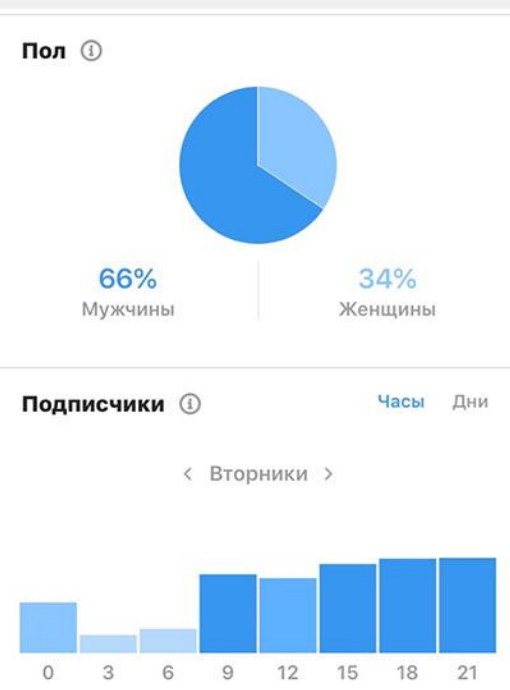 Пол
66% 34%
Мужчины Женщины
Подписчики Часы Дни
< Вторники >
0 3 6 9 12 15 18 21